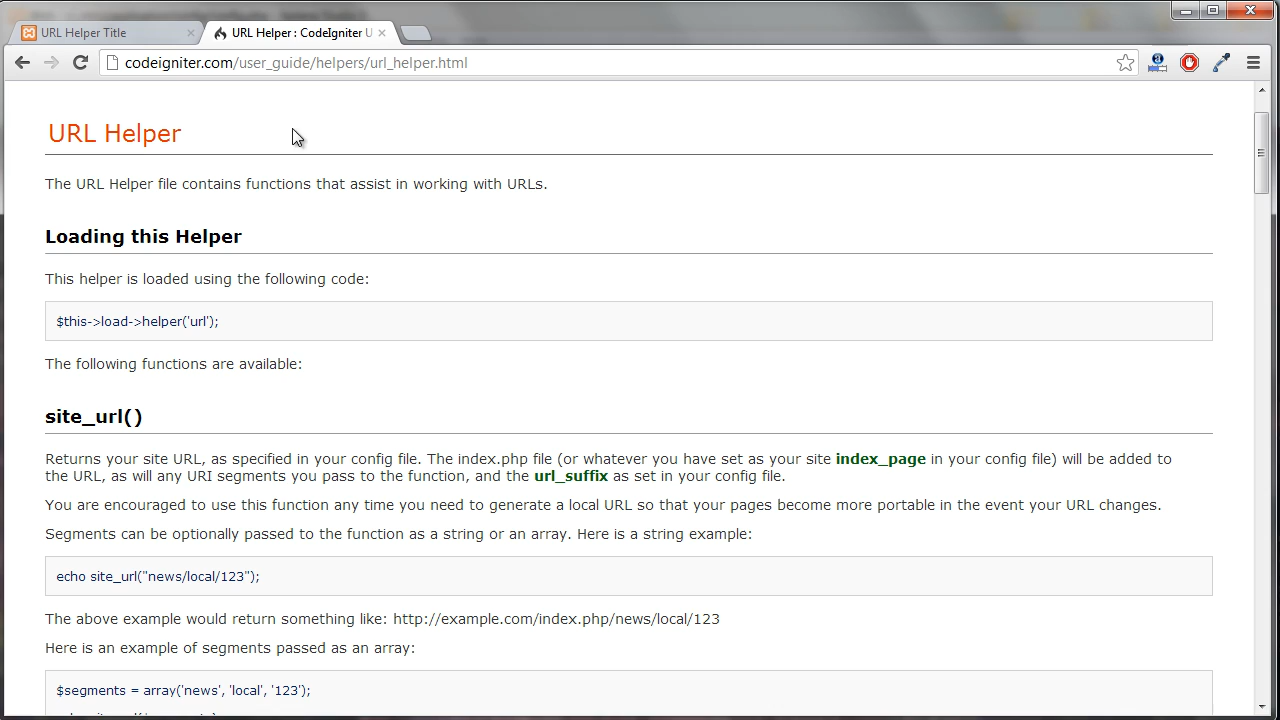 URL Helper Title
URL Helper : CodeIgniter U
codeigniter.com/user_guide/helpers/url_helper.html
URL Helper
The URL Helper file contains functions that assist in working with URLs.
Loading this Helper
This helper is loaded using the following code:
$this->load->helper('url');
The following functions are available:
site_url()
Returns your site URL, as specified in your config file. The index.php file (or whatever you have set as your site index_page in your config file) will be added to
the URL, as will any URI segments you pass to the function, and the url_suffix as set in your config file.
You are encouraged to use this function any time you need to generate a local URL so that your pages become more portable in the event your URL changes.
Segments can be optionally passed to the function as a string or an array. Here is a string example:
echo site_url("news/local/123");
The above example would return something like: http://example.com/index.php/news/local/123
Here is an example of segments passed as an array:
$segments = array('news', 'local', '123');